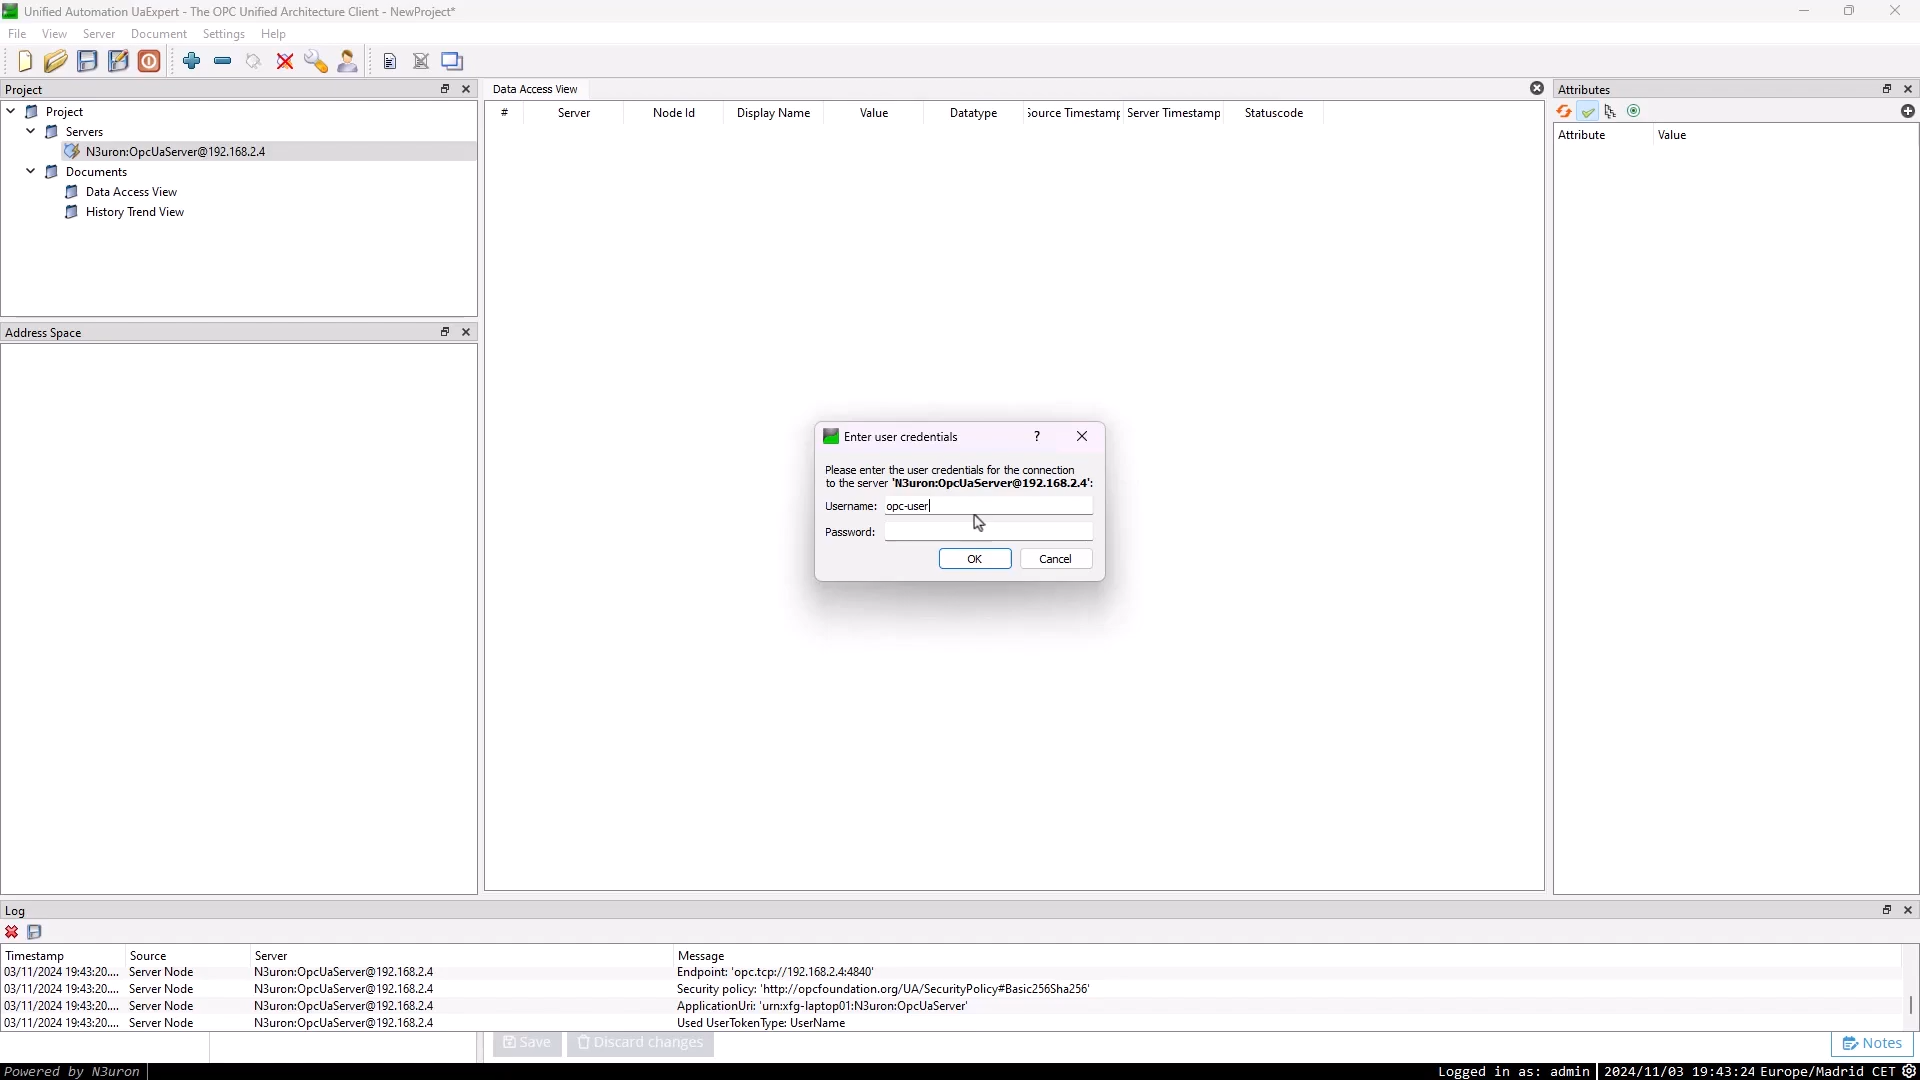 Unified Automation UaExpert - The OPC Unified Architecture Client - NewProject*
File View Server Document Settings Help
Project
Project
Servers
N3uron:OpcUaServer@192.168.2.4
Documents
Data Access View
History Trend View
Address Space
Data Access View
# Server Node Id Display Name Value Datatype Source Timestamp Server Timestamp Statuscode
Attributes
Attribute Value
Enter user credentials ?
Please enter the user credentials for the connection
to the server 'N3uron:OpcUaServer@192.168.2.4':
Username: opc-user
Password:
OK Cancel
Log
Timestamp Source Server Message
03/11/2024 19:43:20.... Server Node N3uron:OpcUaServer@192.168.2.4 Endpoint: 'opc.tcp://192.168.2.4:4840'
03/11/2024 19:43:20.... Server Node N3uron:OpcUaServer@192.168.2.4 Security policy: 'http://opcfoundation.org/UA/SecurityPolicy#Basic256Sha256'
03/11/2024 19:43:20.... Server Node N3uron:OpcUaServer@192.168.2.4 ApplicationUri: 'urn:xfg-laptop01:N3uron:OpcUaServer'
03/11/2024 19:43:20.... Server Node N3uron:OpcUaServer@192.168.2.4 Used UserTokenType: UserName
Save Discard changes Notes
Powered by N3uron Logged in as: admin 2024/11/03 19:43:24 Europe/Madrid CET